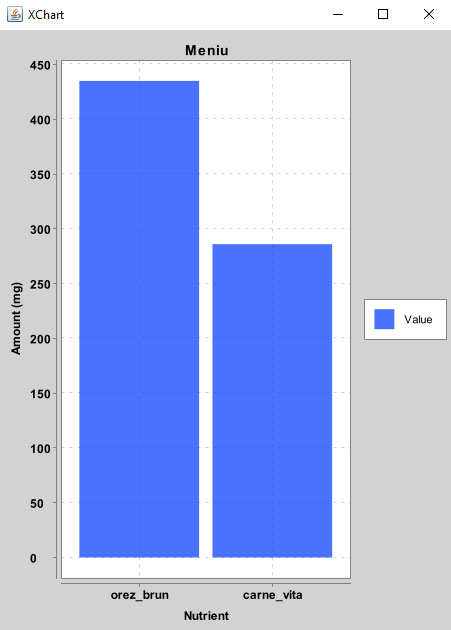 XChart
Meniu
450
400
350
300
250
200
150
100
50
0
Amount (mg)
orez_brun carne_vita
Nutrient
Value